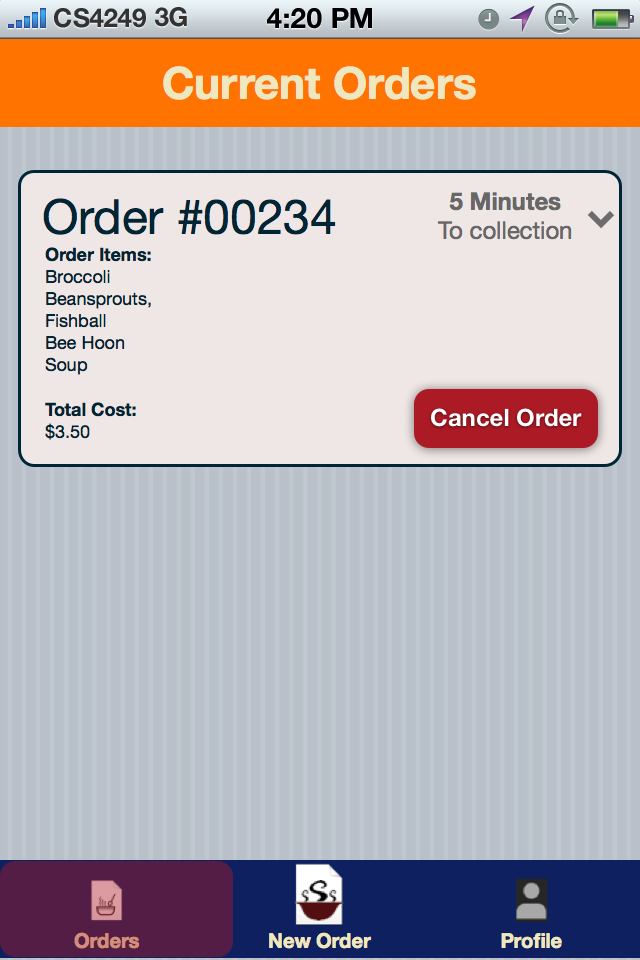 CS4249 3G 4:20 PM
Current Orders
Order #00234
5 Minutes
To collection
Order Items:
Broccoli
Beansprouts,
Fishball
Bee Hoon
Soup
Total Cost:
$3.50
Cancel Order
Orders
New Order
Profile